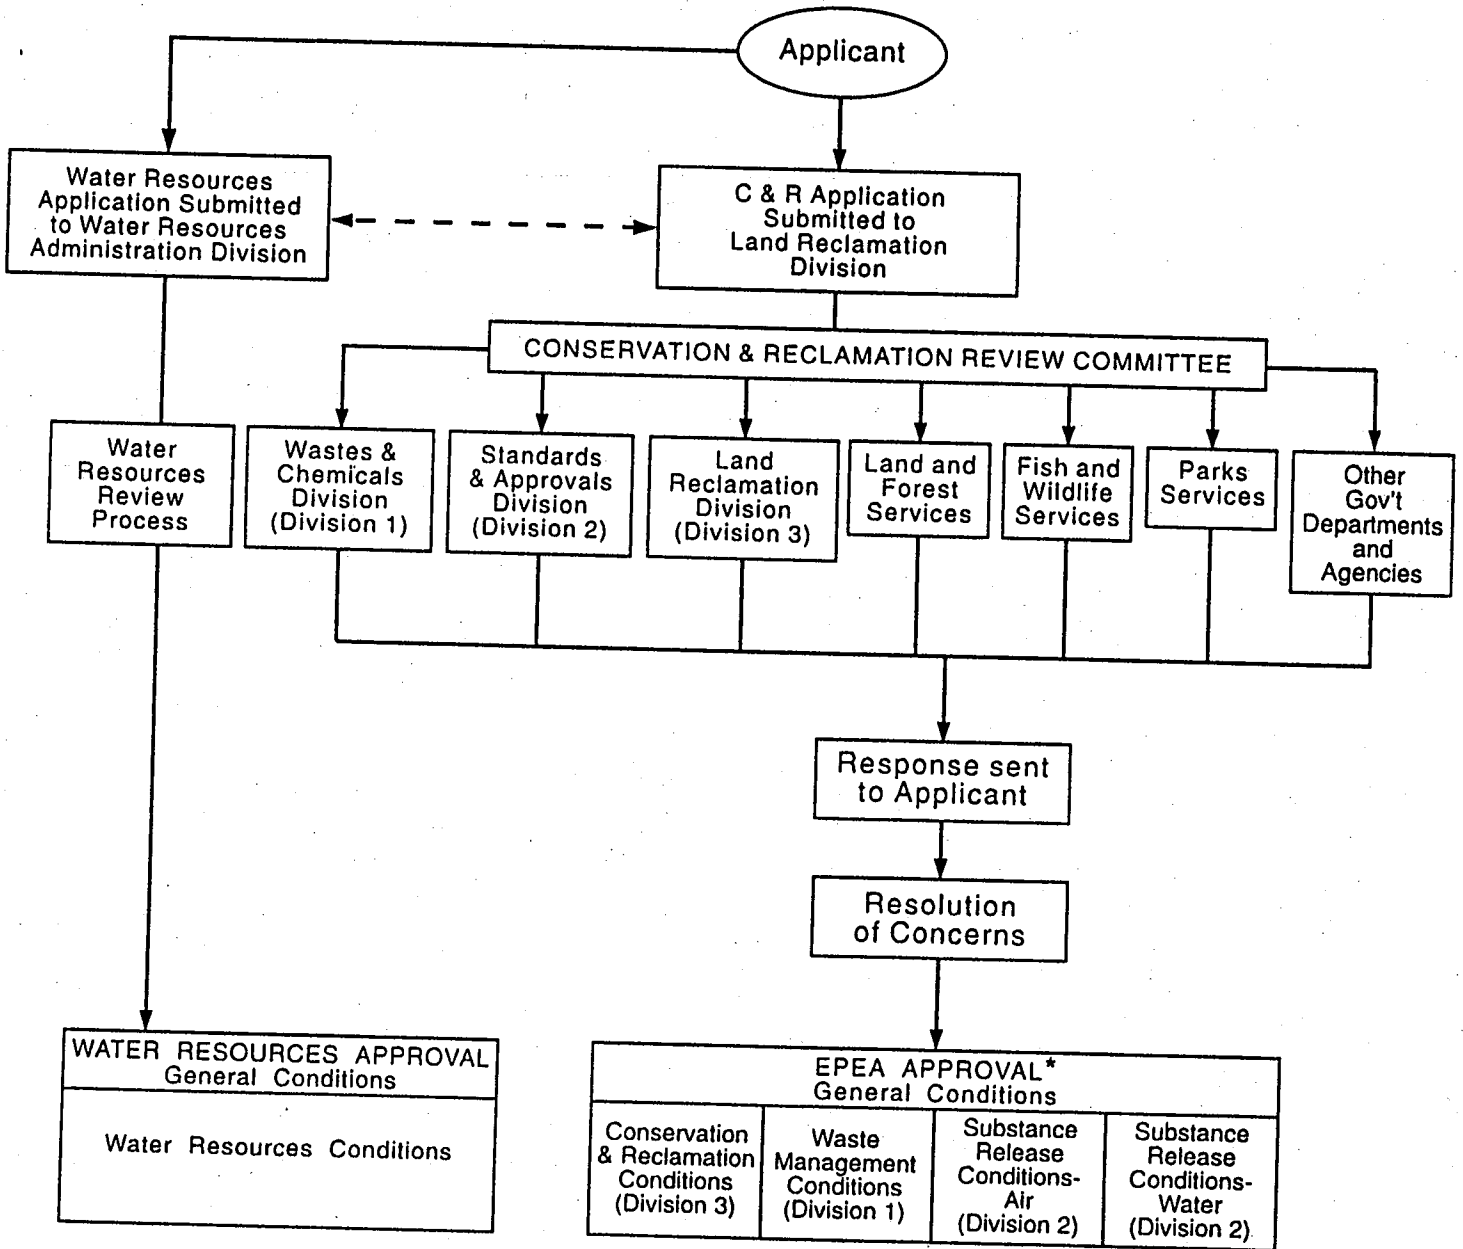 Applicant
Water Resources
Application Submitted
to Water Resources
Administration Division
C & R Application
Submitted to
Land Reclamation
Division
CONSERVATION & RECLAMATION REVIEW COMMITTEE
Water
Resources
Review
Process
Wastes &
Chemicals
Division
(Division 1)
Standards
& Approvals
Division
(Division 2)
Land
Reclamation
Division
(Division 3)
Land and
Forest
Services
Fish and
Wildlife
Services
Parks
Services
Other
Gov't
Departments
and
Agencies
Response sent
to Applicant
Resolution
of Concerns
WATER RESOURCES APPROVAL
General Conditions
Water Resources Conditions
EPEA APPROVAL*
General Conditions
Conservation
& Reclamation
Conditions
(Division 3)
Waste
Management
Conditions
(Division 1)
Substance
Release
Conditions-
Air
(Division 2)
Substance
Release
Conditions-
Water
(Division 2)